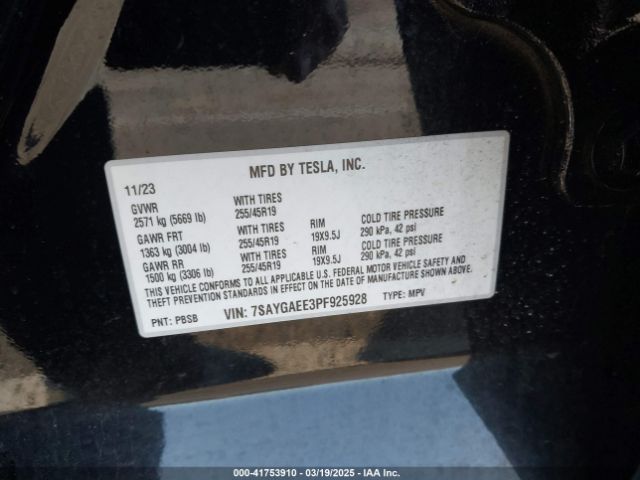 MFD BY TESLA, INC.
11/23
GVWR WITH TIRES
2571 kg (5669 lb) 255/45R19
GAWR FRT WITH TIRES RIM COLD TIRE PRESSURE
1363 kg (3004 lb) 255/45R19 19X9.5J 290 kPa, 42 psi
GAWR RR WITH TIRES RIM COLD TIRE PRESSURE
1500 kg (3306 lb) 255/45R19 19X9.5J 290 kPa, 42 psi
THIS VEHICLE CONFORMS TO ALL APPLICABLE U.S. FEDERAL MOTOR VEHICLE SAFETY AND
THEFT PREVENTION STANDARDS IN EFFECT ON THE DATE OF MANUFACTURE SHOWN ABOVE.
PNT: PBSB VIN: 7SAYGAEE3PF925928 TYPE: MPV
000-41753910 - 03/19/2025 - IAA Inc.